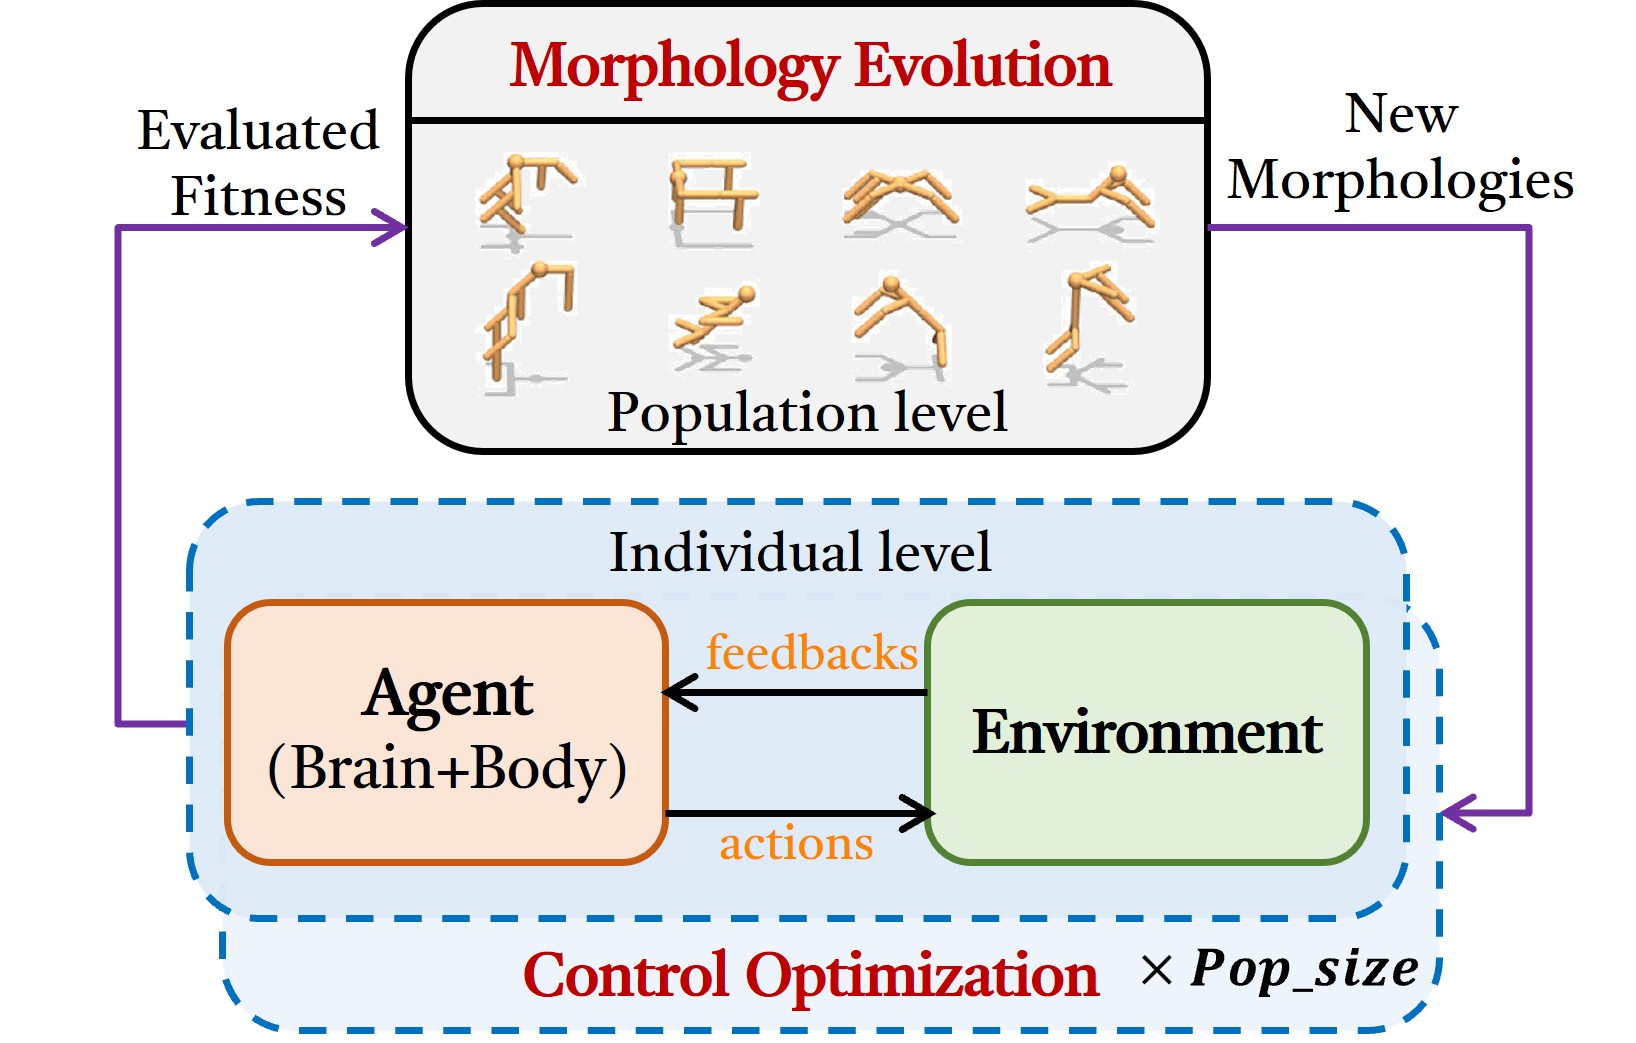 Morphology Evolution
Evaluated
Fitness
New
Morphologies
Population level
Individual level
Agent
(Brain+Body)
feedbacks
actions
Environment
Control Optimization × Pop_size